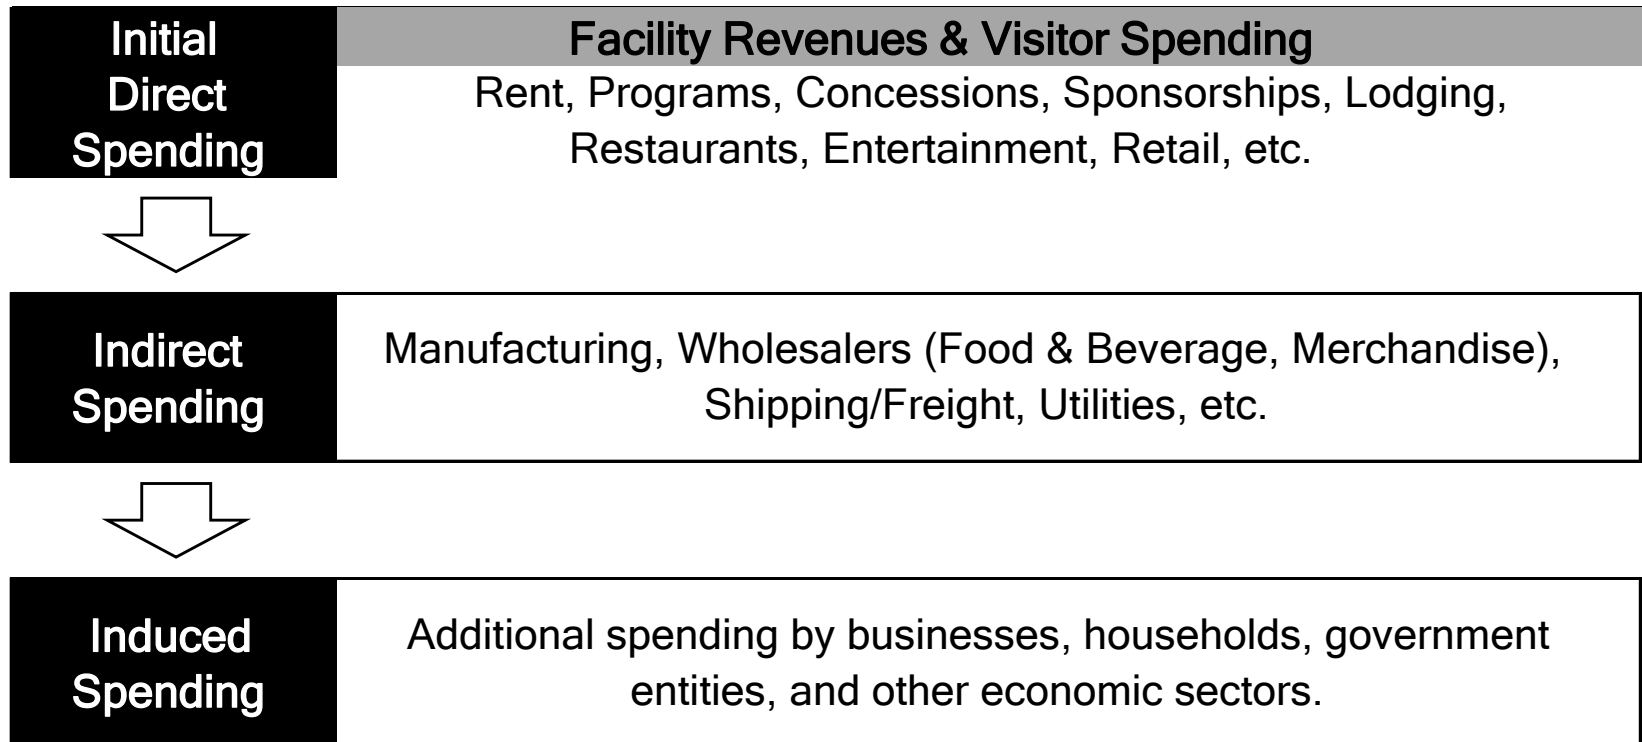 Initial
Direct
Spending
Facility Revenues & Visitor Spending
Rent, Programs, Concessions, Sponsorships, Lodging,
Restaurants, Entertainment, Retail, etc.
Indirect
Spending
Manufacturing, Wholesalers (Food & Beverage, Merchandise),
Shipping/Freight, Utilities, etc.
Induced
Spending
Additional spending by businesses, households, government
entities, and other economic sectors.